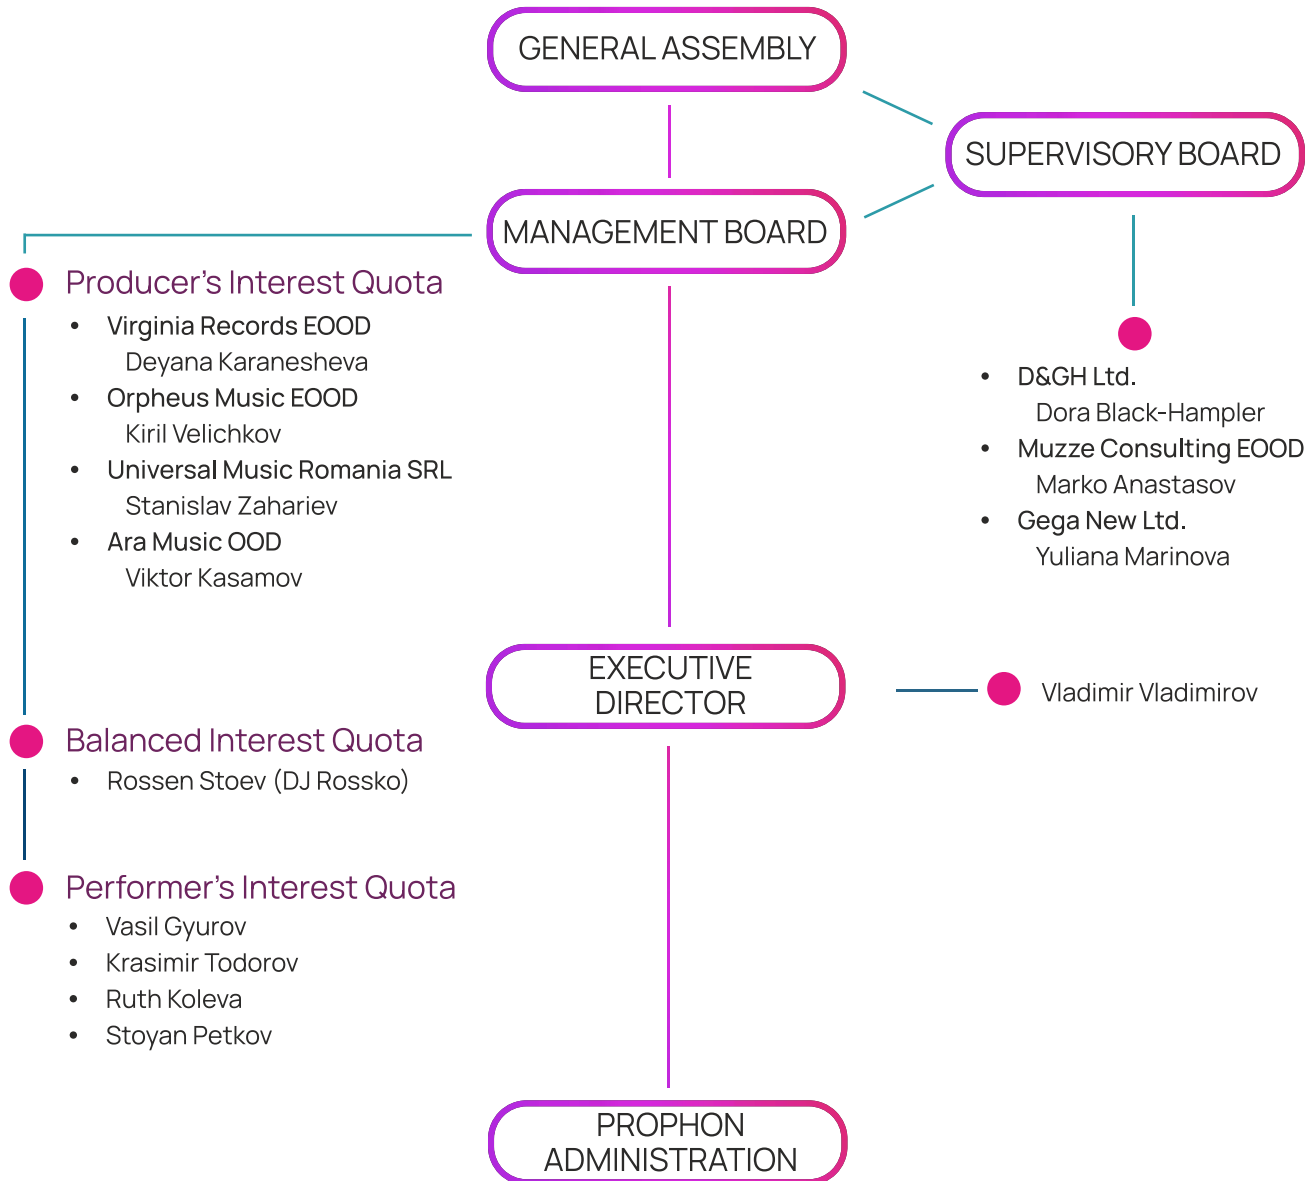 GENERAL ASSEMBLY
SUPERVISORY BOARD
MANAGEMENT BOARD
Producer's Interest Quota
• Virginia Records EOOD
Deyana Karanesheva
• Orpheus Music EOOD
Kiril Velichkov
• Universal Music Romania SRL
Stanislav Zahariev
• Ara Music OOD
Viktor Kasamov
• D&GH Ltd.
Dora Black-Hampler
• Muzze Consulting EOOD
Marko Anastasov
• Gega New Ltd.
Yuliana Marinova
EXECUTIVE
DIRECTOR
Vladimir Vladimirov
Balanced Interest Quota
• Rossen Stoev (DJ Rossko)
Performer's Interest Quota
• Vasil Gyurov
• Krasimir Todorov
• Ruth Koleva
• Stoyan Petkov
PROPHON
ADMINISTRATION